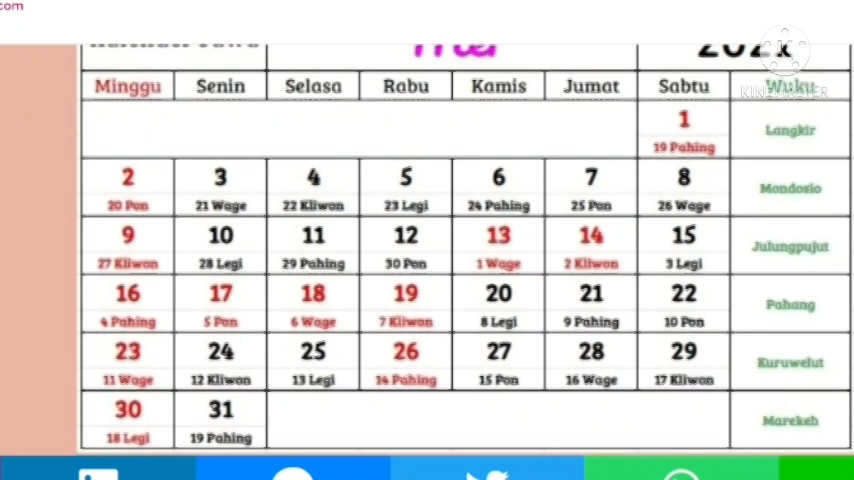 com
Mei
2021
KINEMASTER
Minggu Senin Selasa Rabu Kamis Jumat Sabtu Wuku
1 Langkir
19 Pahing
2 3 4 5 6 7 8 Mondosio
20 Pon 21 Wage 22 Kliwon 23 Legi 24 Pahing 25 Pon 26 Wage
9 10 11 12 13 14 15 Julungpujut
27 Kliwon 28 Legi 29 Pahing 30 Pon 1 Wage 2 Kliwon 3 Legi
16 17 18 19 20 21 22 Pahang
4 Pahing 5 Pon 6 Wage 7 Kliwon 8 Legi 9 Pahing 10 Pon
23 24 25 26 27 28 29 Kuruwelut
11 Wage 12 Kliwon 13 Legi 14 Pahing 15 Pon 16 Wage 17 Kliwon
30 31 Marekeh
18 Legi 19 Pahing